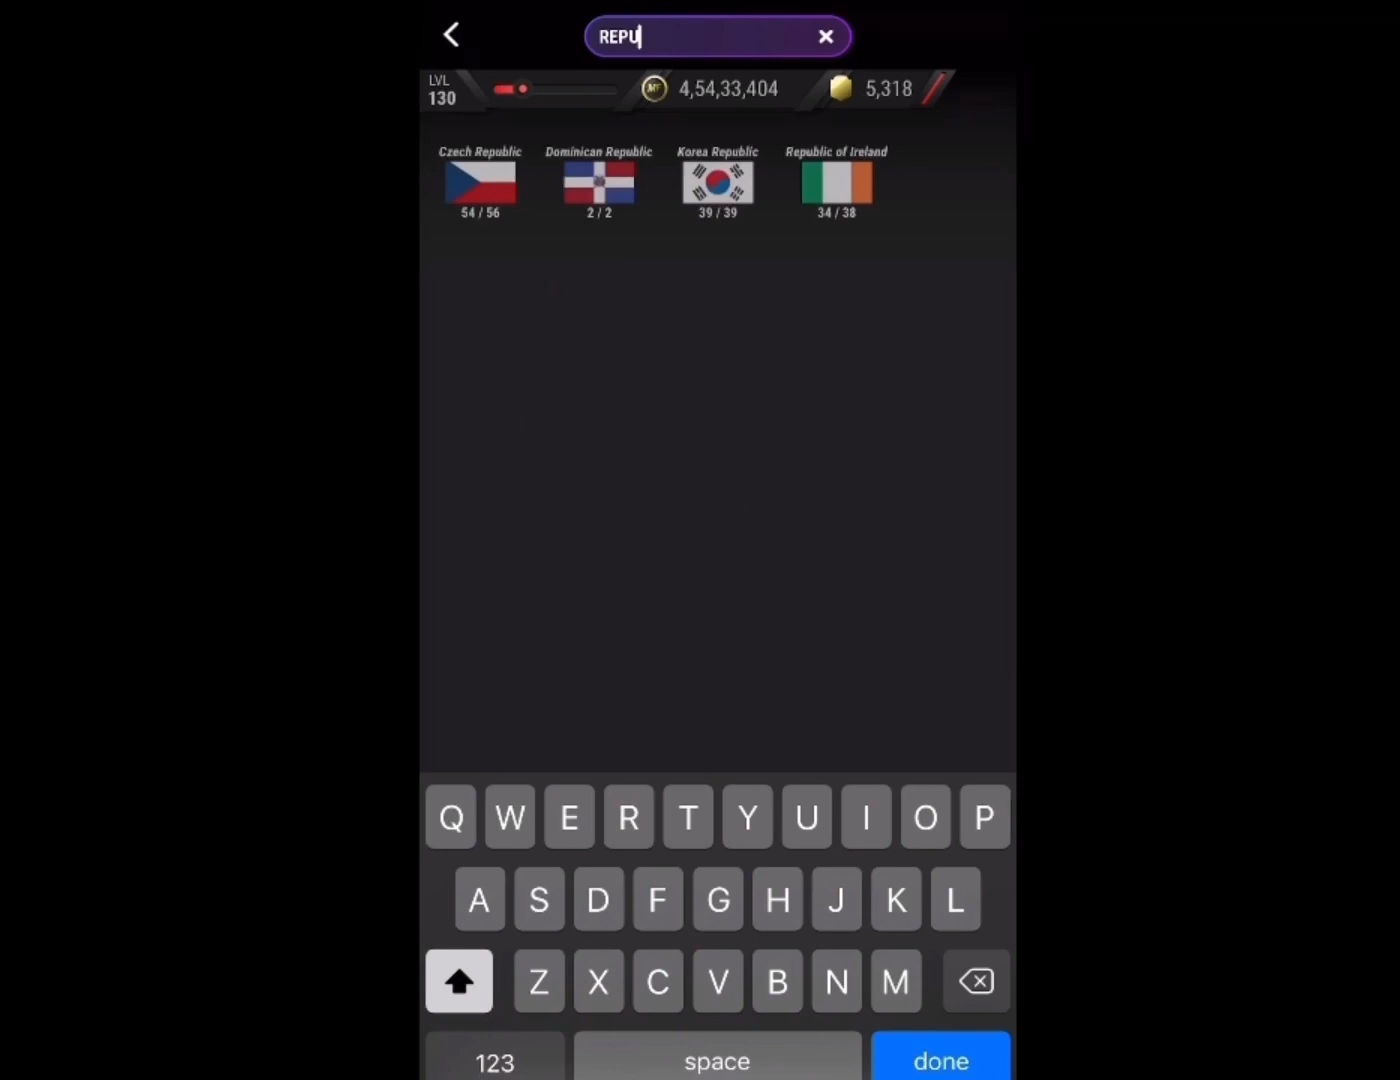 REPU
LVL
130
4,54,33,404
5,318
Czech Republic
Dominican Republic
Korea Republic
Republic of Ireland
54 / 56
2 / 2
39 / 39
34 / 38
Q W E R T Y U I O P
A S D F G H J K L
Z X C V B N M
123
space
done